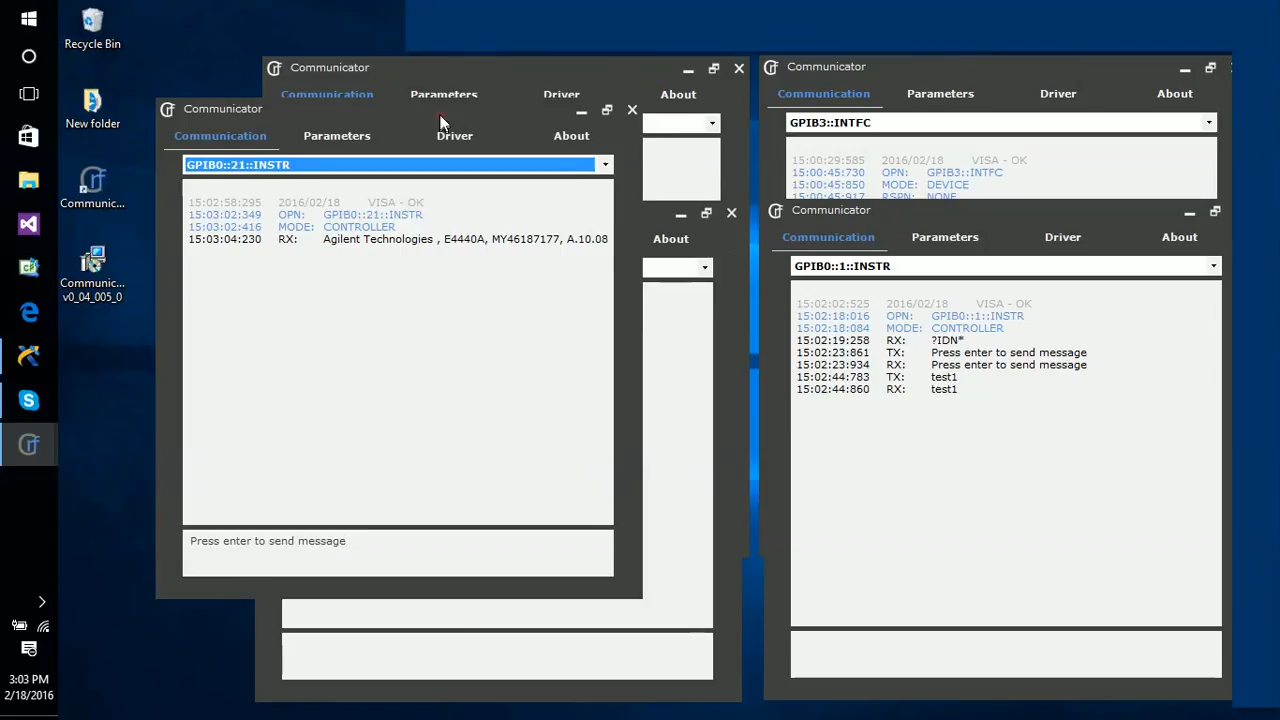 Recycle Bin
New folder
Communic...
Communic...
v0_04_005_0
3:03 PM
2/18/2016
Communicator
Communication Parameters Driver About
Communicator
Communication Parameters Driver About
GPIB0::21::INSTR
15:02:58:295 2016/02/18 VISA - OK
15:03:02:349 OPN: GPIB0::21::INSTR
15:03:02:416 MODE: CONTROLLER
15:03:04:230 RX: Agilent Technologies , E4440A, MY46187177, A.10.08
Press enter to send message
About
Communicator
Communication Parameters Driver About
GPIB3::INTFC
15:00:29:585 2016/02/18 VISA - OK
15:00:45:730 OPN: GPIB3::INTFC
15:00:45:850 MODE: DEVICE
15:00:45:917 RSPN: NONE
Communicator
Communication Parameters Driver About
GPIB0::1::INSTR
15:02:02:525 2016/02/18 VISA - OK
15:02:18:016 OPN: GPIB0::1::INSTR
15:02:18:084 MODE: CONTROLLER
15:02:19:258 RX: ?IDN*
15:02:23:861 TX: Press enter to send message
15:02:23:934 RX: Press enter to send message
15:02:44:783 TX: test1
15:02:44:860 RX: test1